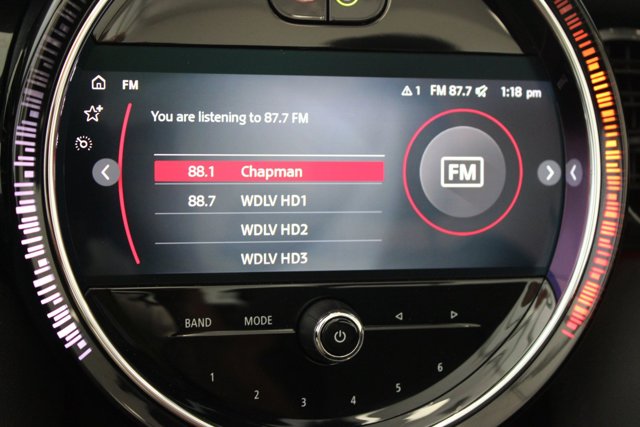 FM
1 FM 87.7 1:18 pm
You are listening to 87.7 FM
88.1 Chapman
88.7 WDLV HD1
WDLV HD2
WDLV HD3
FM
BAND MODE
1 2 3 4 5 6